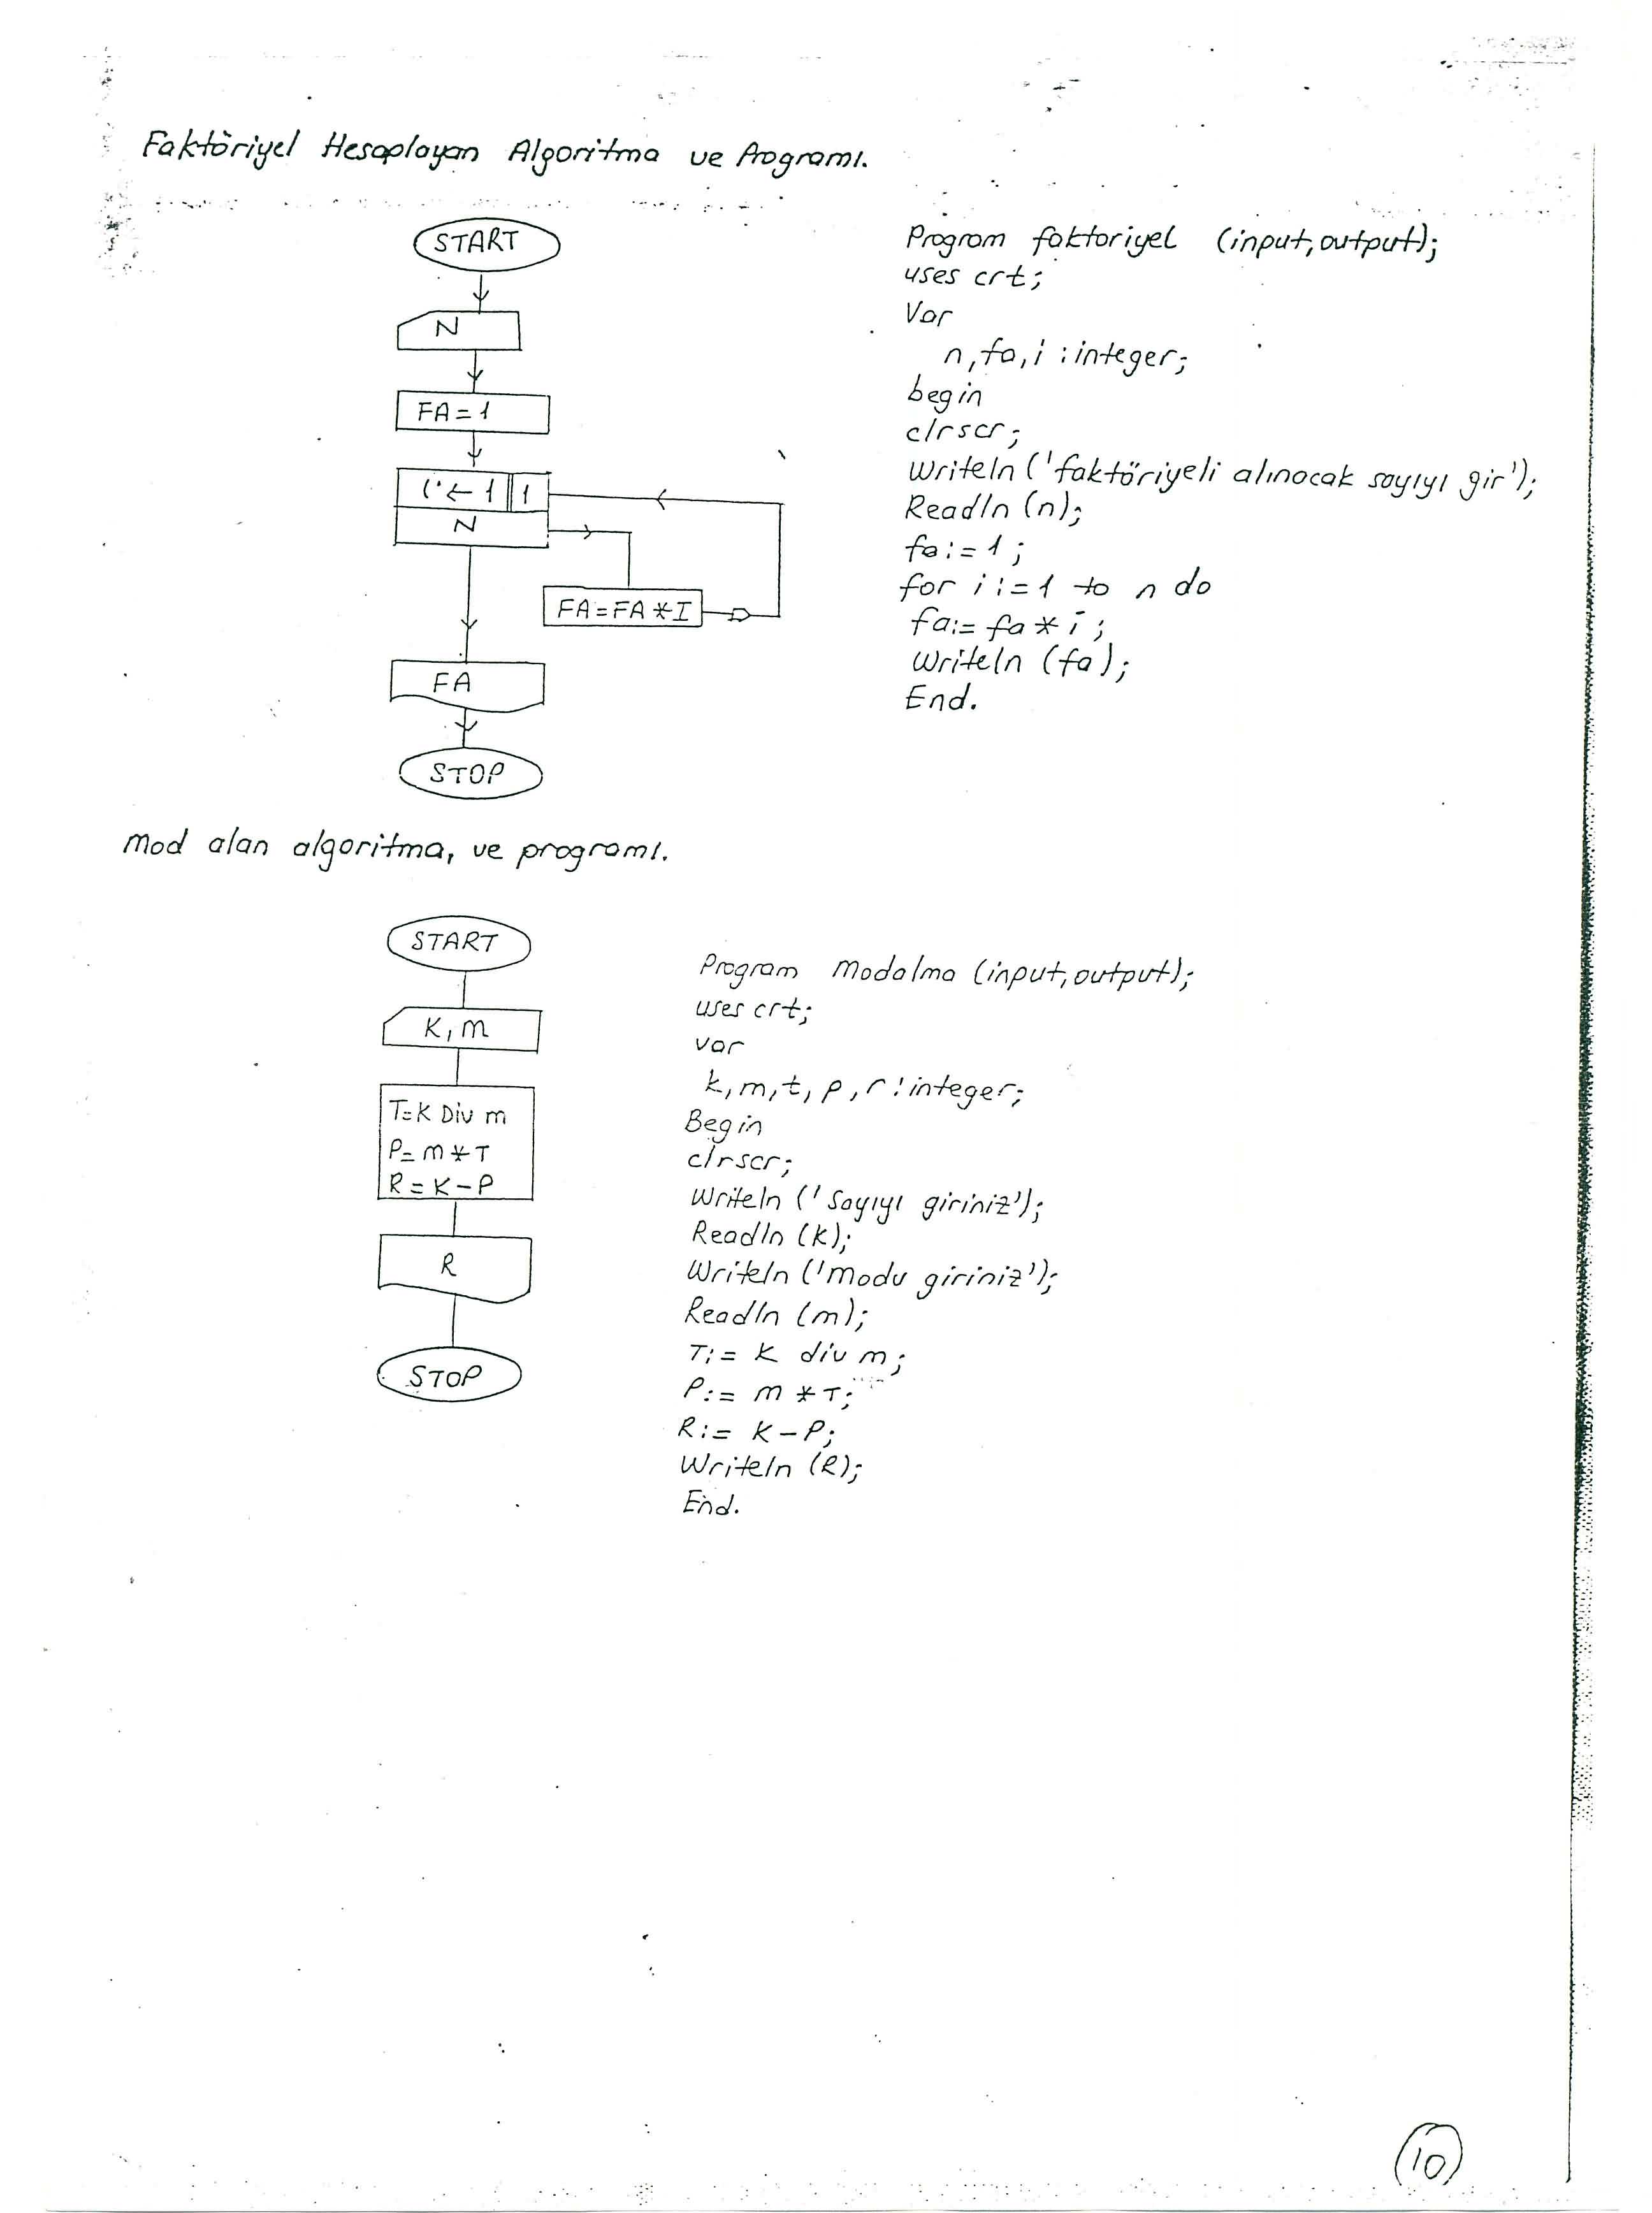 Faktöriyel Hesaplayan Algoritma ve Programı.
START
N
FA=1
i←1 1
N
FA=FA*I
FA
STOP
Program faktoriyel (input,output);
uses crt;
Var
n,fa,i :integer;
begin
clrscr;
Writeln('faktöriyeli alınacak sayıyı gir');
Readln(n);
fa:=1;
for i:=1 to n do
fa:=fa*i;
Writeln(fa);
End.
Mod alan algoritma, ve programı.
START
K,m
T=K Div m
P=m*T
R=K-P
R
STOP
Program Modalma (input,output);
uses crt;
var
k,m,t,p,r:integer;
Begin
clrscr;
Writeln('Sayıyı giriniz');
Readln(k);
Writeln('modu giriniz');
Readln(m);
T:= K div m;
P:= m*T;
R:= K-P;
Writeln(R);
End.
10